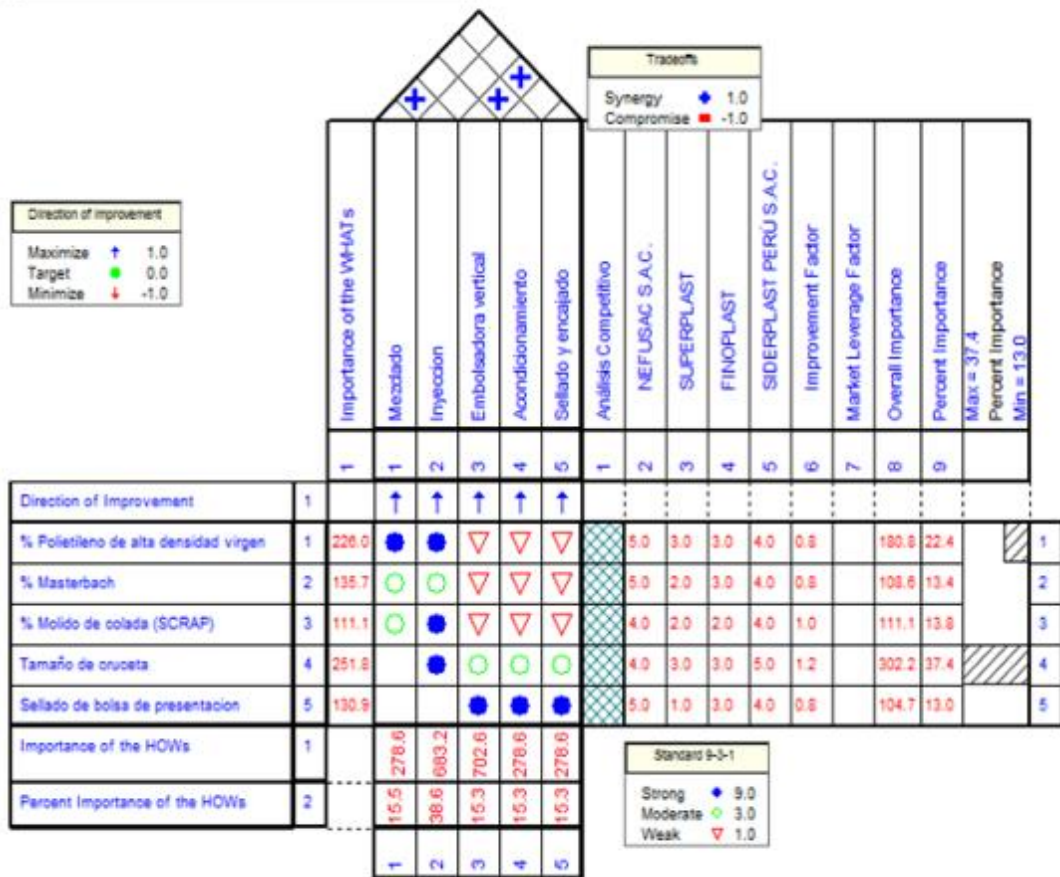 Tradeoffs
Synergy 1.0
Compromise -1.0
Direction of improvement
Maximize ↑ 1.0
Target 0.0
Minimize ↓ -1.0
Importance of the WHATs
Mezclado
Inyeccion
Embolsadora vertical
Acondicionamiento
Sellado y encajado
Análisis Competitivo
NEFUSAC S.A.C.
SUPERPLAST
FINOPLAST
SIDERPLAST PERÚ S.A.C.
Improvement Factor
Market Leverage Factor
Overall Importance
Percent Importance
Max = 37.4
Percent Importance
Min = 13.0
1 1 2 3 4 5 1 2 3 4 5 6 7 8 9
Direction of Improvement 1 ↑ ↑ ↑ ↑ ↑
% Polietileno de alta densidad virgen 1 226.0 5.0 3.0 3.0 4.0 0.8 180.8 22.4 1
% Masterbach 2 135.7 5.0 2.0 3.0 4.0 0.8 108.6 13.4 2
% Molido de colada (SCRAP) 3 111.1 4.0 2.0 2.0 4.0 1.0 111.1 13.8 3
Tamaño de cruceta 4 251.8 4.0 3.0 3.0 5.0 1.2 302.2 37.4 4
Sellado de bolsa de presentacion 5 130.9 5.0 1.0 3.0 4.0 0.8 104.7 13.0 5
Importance of the HOWs 1 278.6 683.2 702.6 278.6 278.6
Percent Importance of the HOWs 2 15.5 38.6 15.3 15.3 15.3
1 2 3 4 5
Standard 9-3-1
Strong 9.0
Moderate 3.0
Weak 1.0